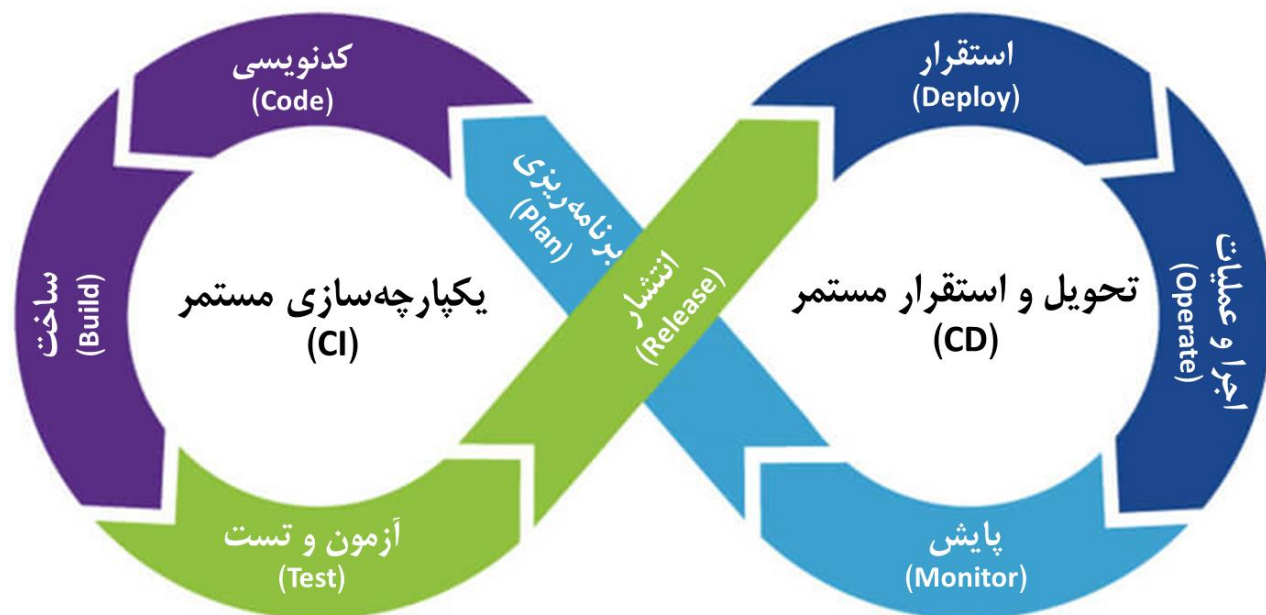 کدنویسی
(Code)
برنامه‌ریزی
(Plan)
استقرار
(Deploy)
ساخت
(Build)
یکپارچه‌سازی مستمر
(CI)
انتشار
(Release)
تحویل و استقرار مستمر
(CD)
اجرا و عملیات
(Operate)
آزمون و تست
(Test)
پایش
(Monitor)